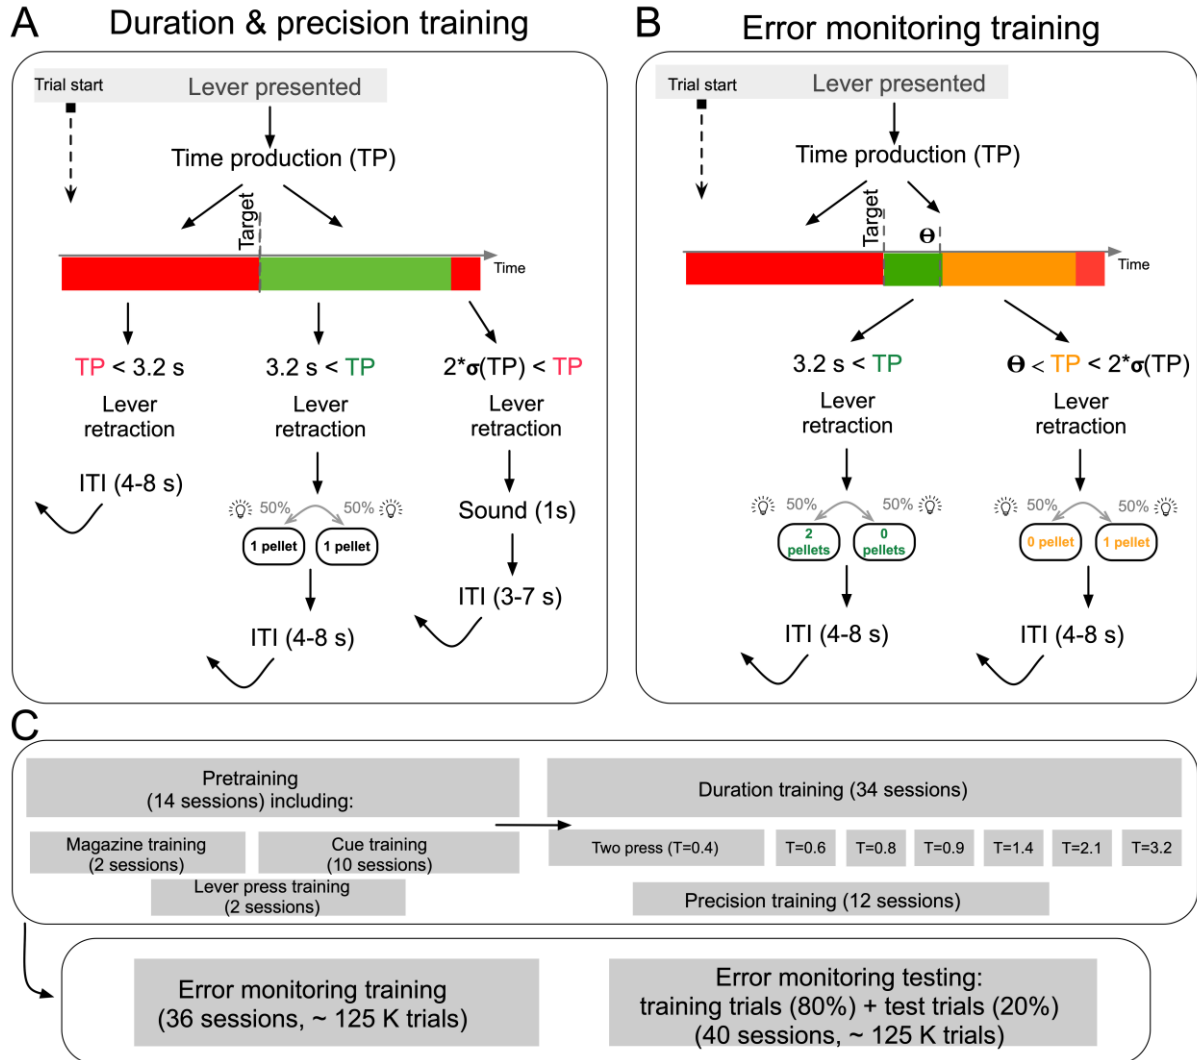 A
Duration & precision training
Trial start
Lever presented
Time production (TP)
Target
Time
TP < 3.2 s
Lever
retraction
ITI (4-8 s)
3.2 s < TP
Lever
retraction
50%
50%
1 pellet
1 pellet
ITI (4-8 s)
2*σ(TP) < TP
Lever
retraction
Sound (1s)
ITI (3-7 s)
B
Error monitoring training
Trial start
Lever presented
Time production (TP)
Target
Θ
Time
3.2 s < TP
Lever
retraction
50%
50%
2
pellets
0
pellets
ITI (4-8 s)
Θ < TP < 2*σ(TP)
Lever
retraction
50%
50%
0 pellet
1 pellet
ITI (4-8 s)
C
Pretraining
(14 sessions) including:
Magazine training
(2 sessions)
Cue training
(10 sessions)
Lever press training
(2 sessions)
Duration training (34 sessions)
Two press (T=0.4)
T=0.6
T=0.8
T=0.9
T=1.4
T=2.1
T=3.2
Precision training (12 sessions)
Error monitoring training
(36 sessions, ~ 125 K trials)
Error monitoring testing:
training trials (80%) + test trials (20%)
(40 sessions, ~ 125 K trials)